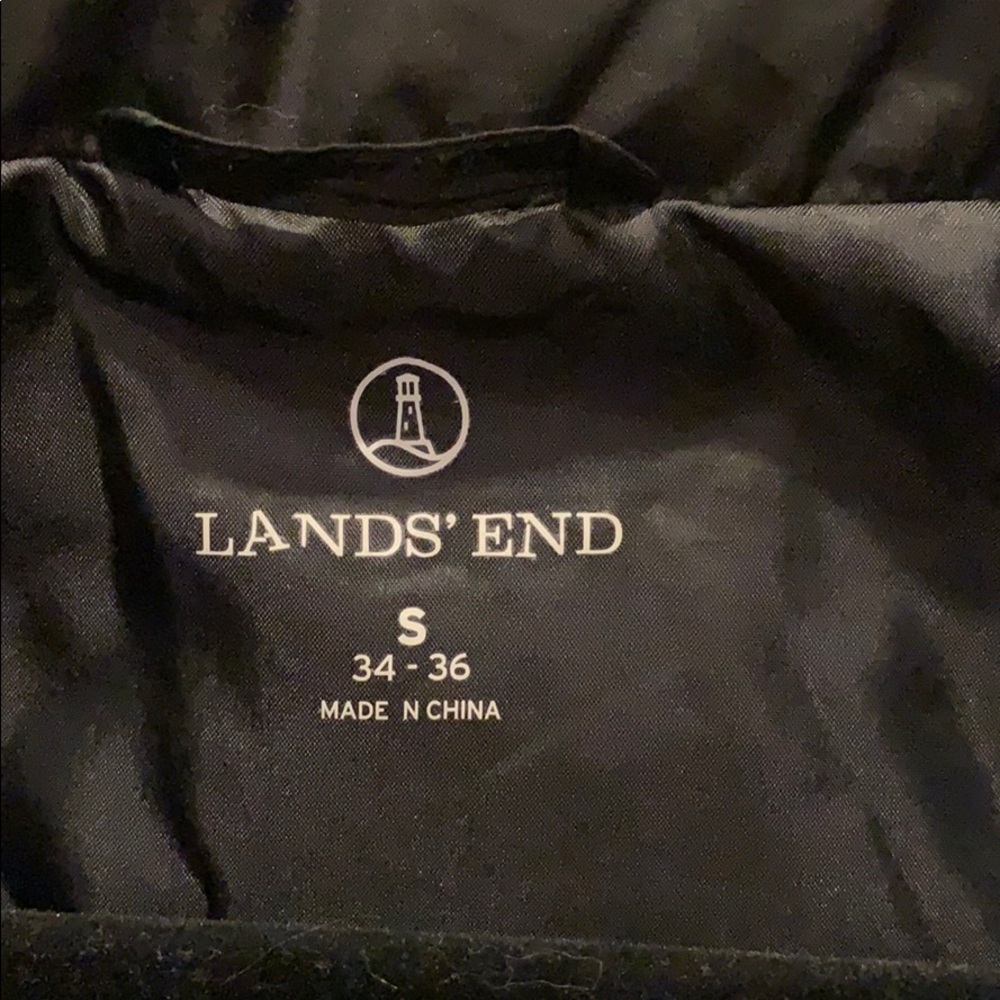 LANDS' END
S
34 - 36
MADE N CHINA